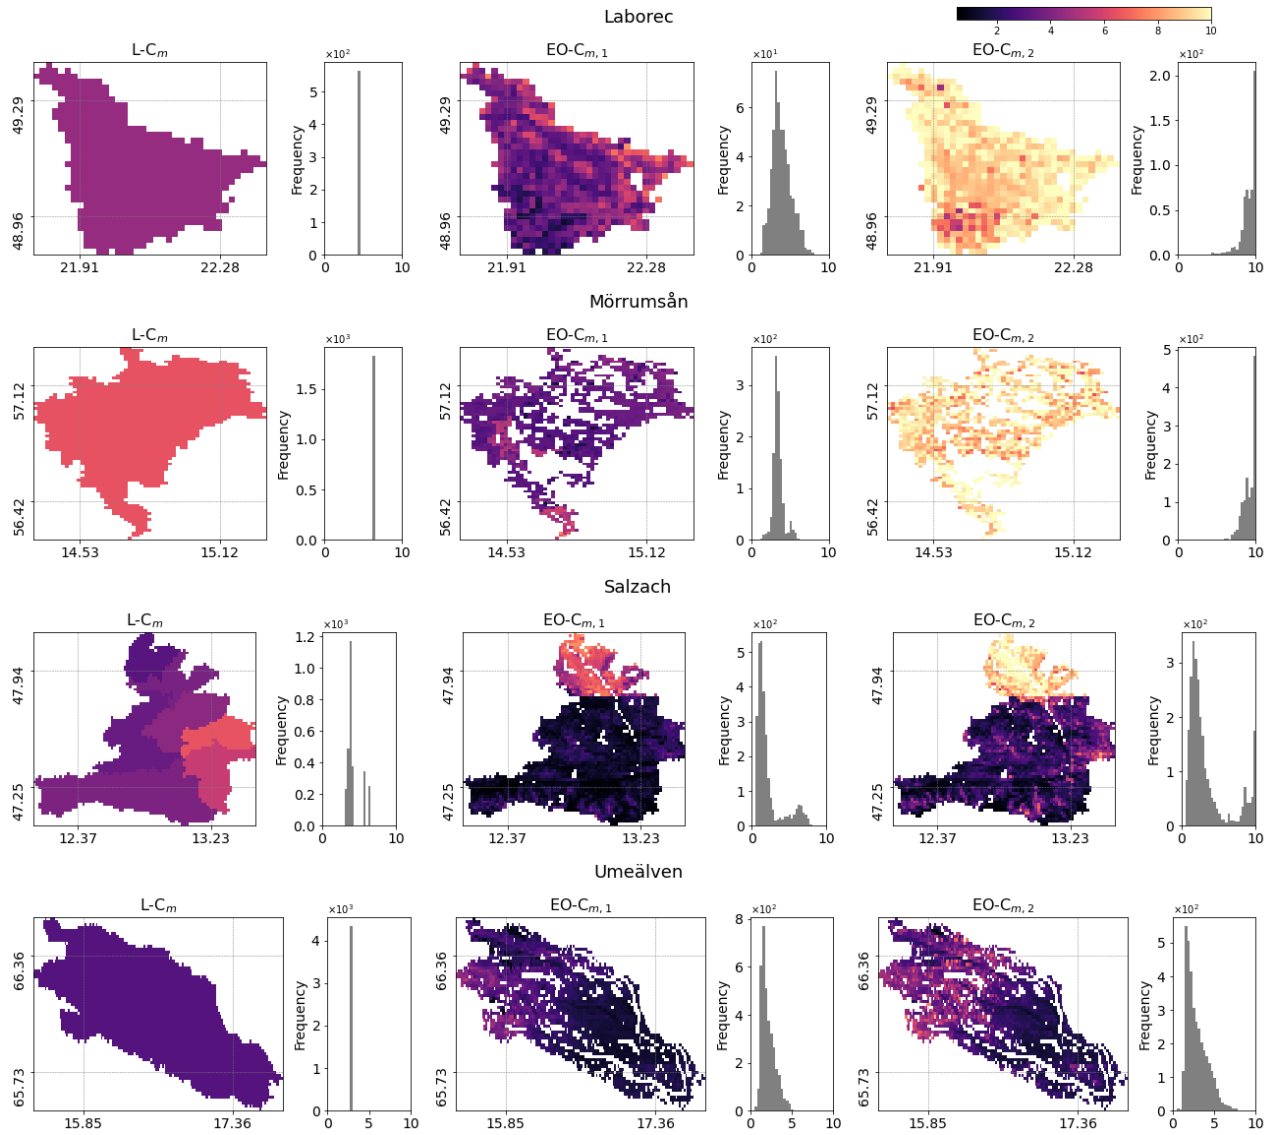 Laborec
2 4 6 8 10
L-Cm EO-Cm, 1 EO-Cm, 2
×10² ×10¹ ×10²
49.29 48.96 Frequency 5 4 3 2 1 0 49.29 48.96 Frequency 6 4 2 0 49.29 48.96 Frequency 2.0 1.5 1.0 0.5 0.0
21.91 22.28 0 10 21.91 22.28 0 10 21.91 22.28 0 10
Mörrumsån
L-Cm EO-Cm, 1 EO-Cm, 2
×10³ ×10² ×10²
57.12 56.42 Frequency 1.5 1.0 0.5 0.0 57.12 56.42 Frequency 3 2 1 0 57.12 56.42 Frequency 5 4 3 2 1 0
14.53 15.12 0 10 14.53 15.12 0 10 14.53 15.12 0 10
Salzach
L-Cm EO-Cm, 1 EO-Cm, 2
×10³ ×10² ×10²
47.94 47.25 Frequency 1.2 1.0 0.8 0.6 0.4 0.2 0.0 47.94 47.25 Frequency 5 4 3 2 1 0 47.94 47.25 Frequency 3 2 1 0
12.37 13.23 0 10 12.37 13.23 0 10 12.37 13.23 0 10
Umeälven
L-Cm EO-Cm, 1 EO-Cm, 2
×10³ ×10² ×10²
66.36 65.73 Frequency 4 3 2 1 0 66.36 65.73 Frequency 8 6 4 2 0 66.36 65.73 Frequency 5 4 3 2 1 0
15.85 17.36 0 5 10 15.85 17.36 0 5 10 15.85 17.36 0 5 10